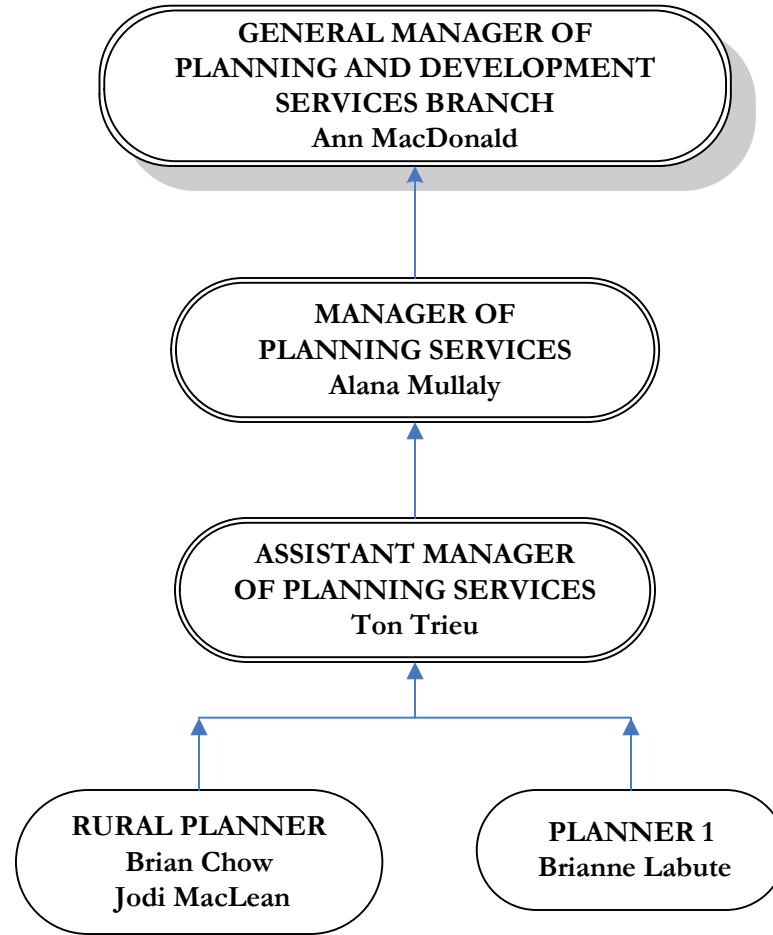 GENERAL MANAGER OF
PLANNING AND DEVELOPMENT
SERVICES BRANCH
Ann MacDonald
MANAGER OF
PLANNING SERVICES
Alana Mullaly
ASSISTANT MANAGER
OF PLANNING SERVICES
Ton Trieu
RURAL PLANNER
Brian Chow
Jodi MacLean
PLANNER 1
Brianne Labute